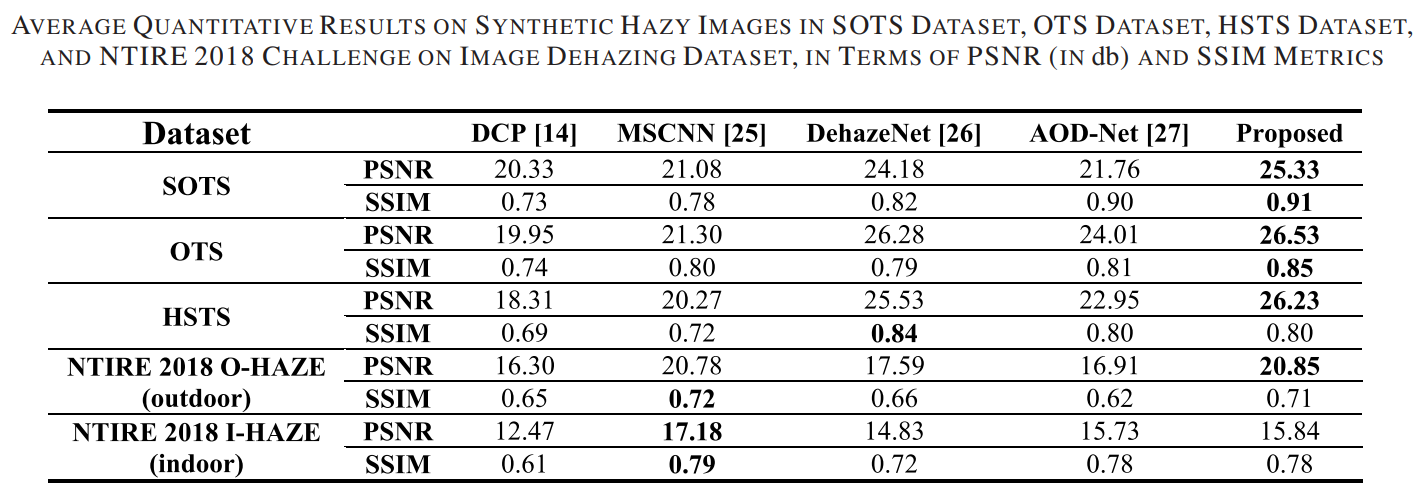 AVERAGE QUANTITATIVE RESULTS ON SYNTHETIC HAZY IMAGES IN SOTS DATASET, OTS DATASET, HSTS DATASET,
AND NTIRE 2018 CHALLENGE ON IMAGE DEHAZING DATASET, IN TERMS OF PSNR (IN db) AND SSIM METRICS
Dataset DCP [14] MSCNN [25] DehazeNet [26] AOD-Net [27] Proposed
SOTS PSNR 20.33 21.08 24.18 21.76 25.33
SSIM 0.73 0.78 0.82 0.90 0.91
OTS PSNR 19.95 21.30 26.28 24.01 26.53
SSIM 0.74 0.80 0.79 0.81 0.85
HSTS PSNR 18.31 20.27 25.53 22.95 26.23
SSIM 0.69 0.72 0.84 0.80 0.80
NTIRE 2018 O-HAZE PSNR 16.30 20.78 17.59 16.91 20.85
(outdoor) SSIM 0.65 0.72 0.66 0.62 0.71
NTIRE 2018 I-HAZE PSNR 12.47 17.18 14.83 15.73 15.84
(indoor) SSIM 0.61 0.79 0.72 0.78 0.78